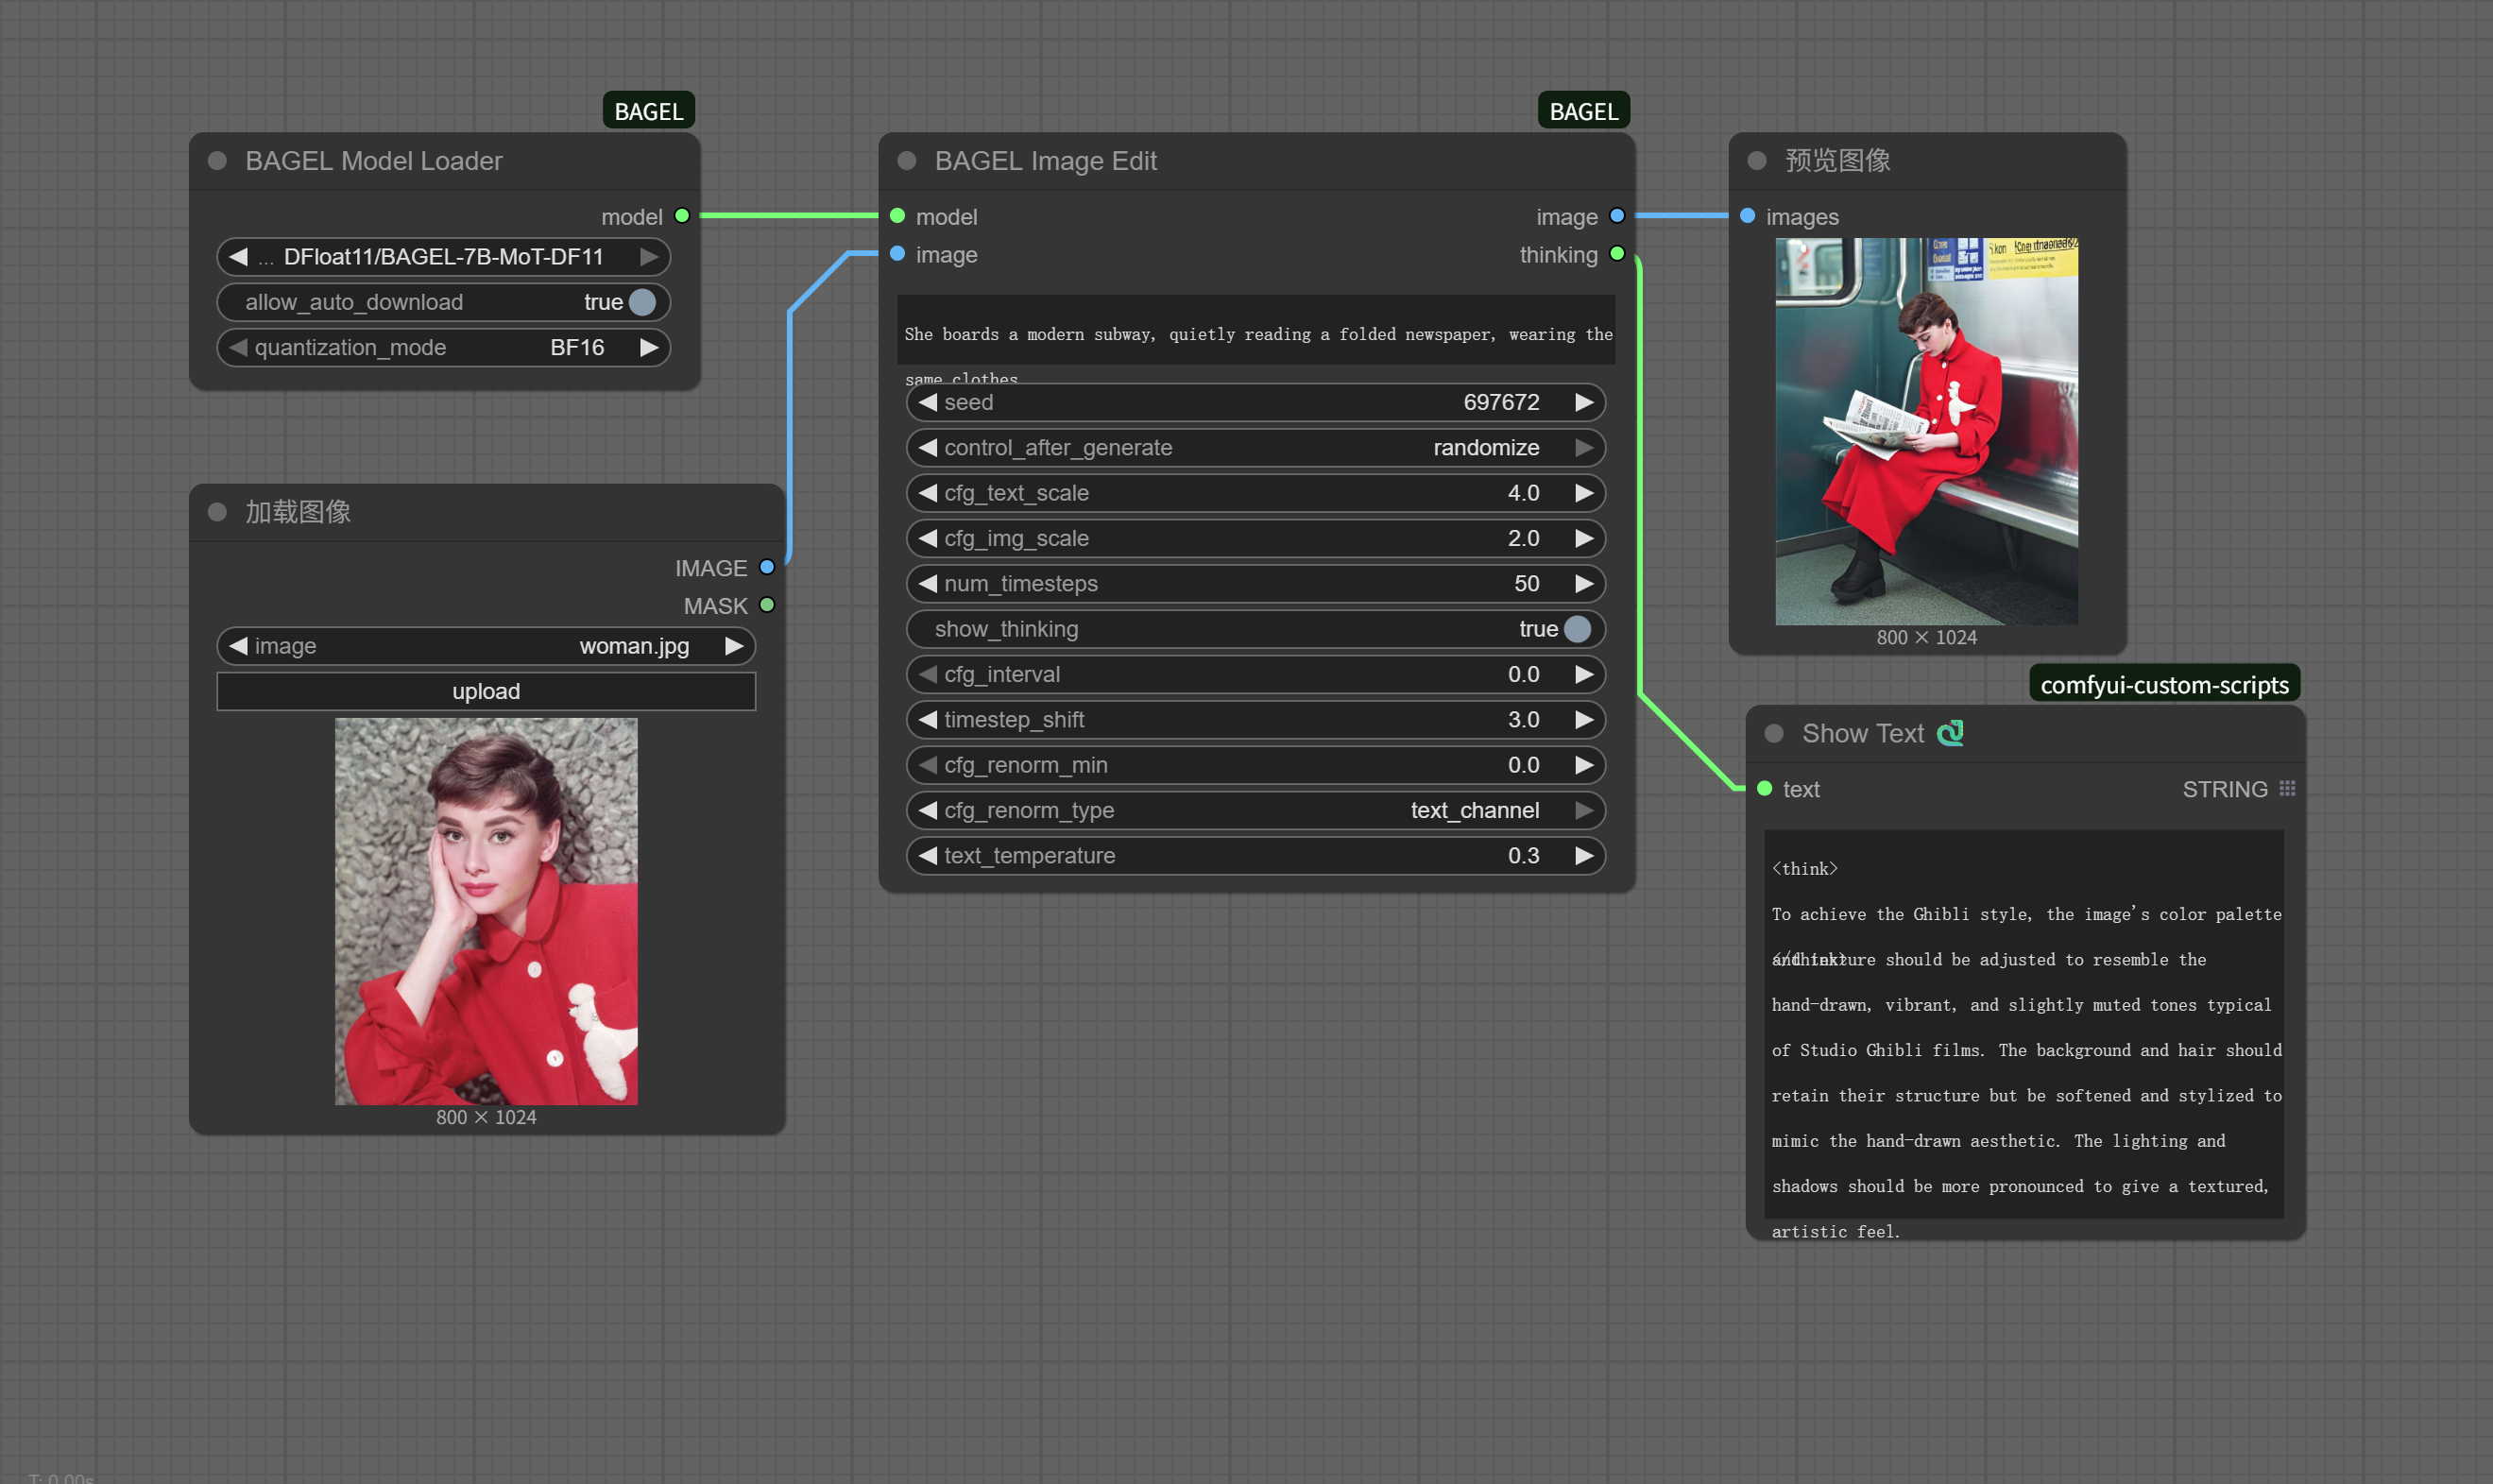 BAGEL
BAGEL Model Loader
model
... DFloat11/BAGEL-7B-MoT-DF11
allow_auto_download true
quantization_mode BF16
加载图像
IMAGE
MASK
image woman.jpg
upload
800 × 1024
BAGEL
BAGEL Image Edit
model image
image thinking
She boards a modern subway, quietly reading a folded newspaper, wearing the
same clothes
seed 697672
control_after_generate randomize
cfg_text_scale 4.0
cfg_img_scale 2.0
num_timesteps 50
show_thinking true
cfg_interval 0.0
timestep_shift 3.0
cfg_renorm_min 0.0
cfg_renorm_type text_channel
text_temperature 0.3
预览图像
images
800 × 1024
comfyui-custom-scripts
Show Text
text STRING
<think>
To achieve the Ghibli style, the image's color palette
and texture should be adjusted to resemble the
</think>
hand-drawn, vibrant, and slightly muted tones typical
of Studio Ghibli films. The background and hair should
retain their structure but be softened and stylized to
mimic the hand-drawn aesthetic. The lighting and
shadows should be more pronounced to give a textured,
artistic feel.
T: 0.00s